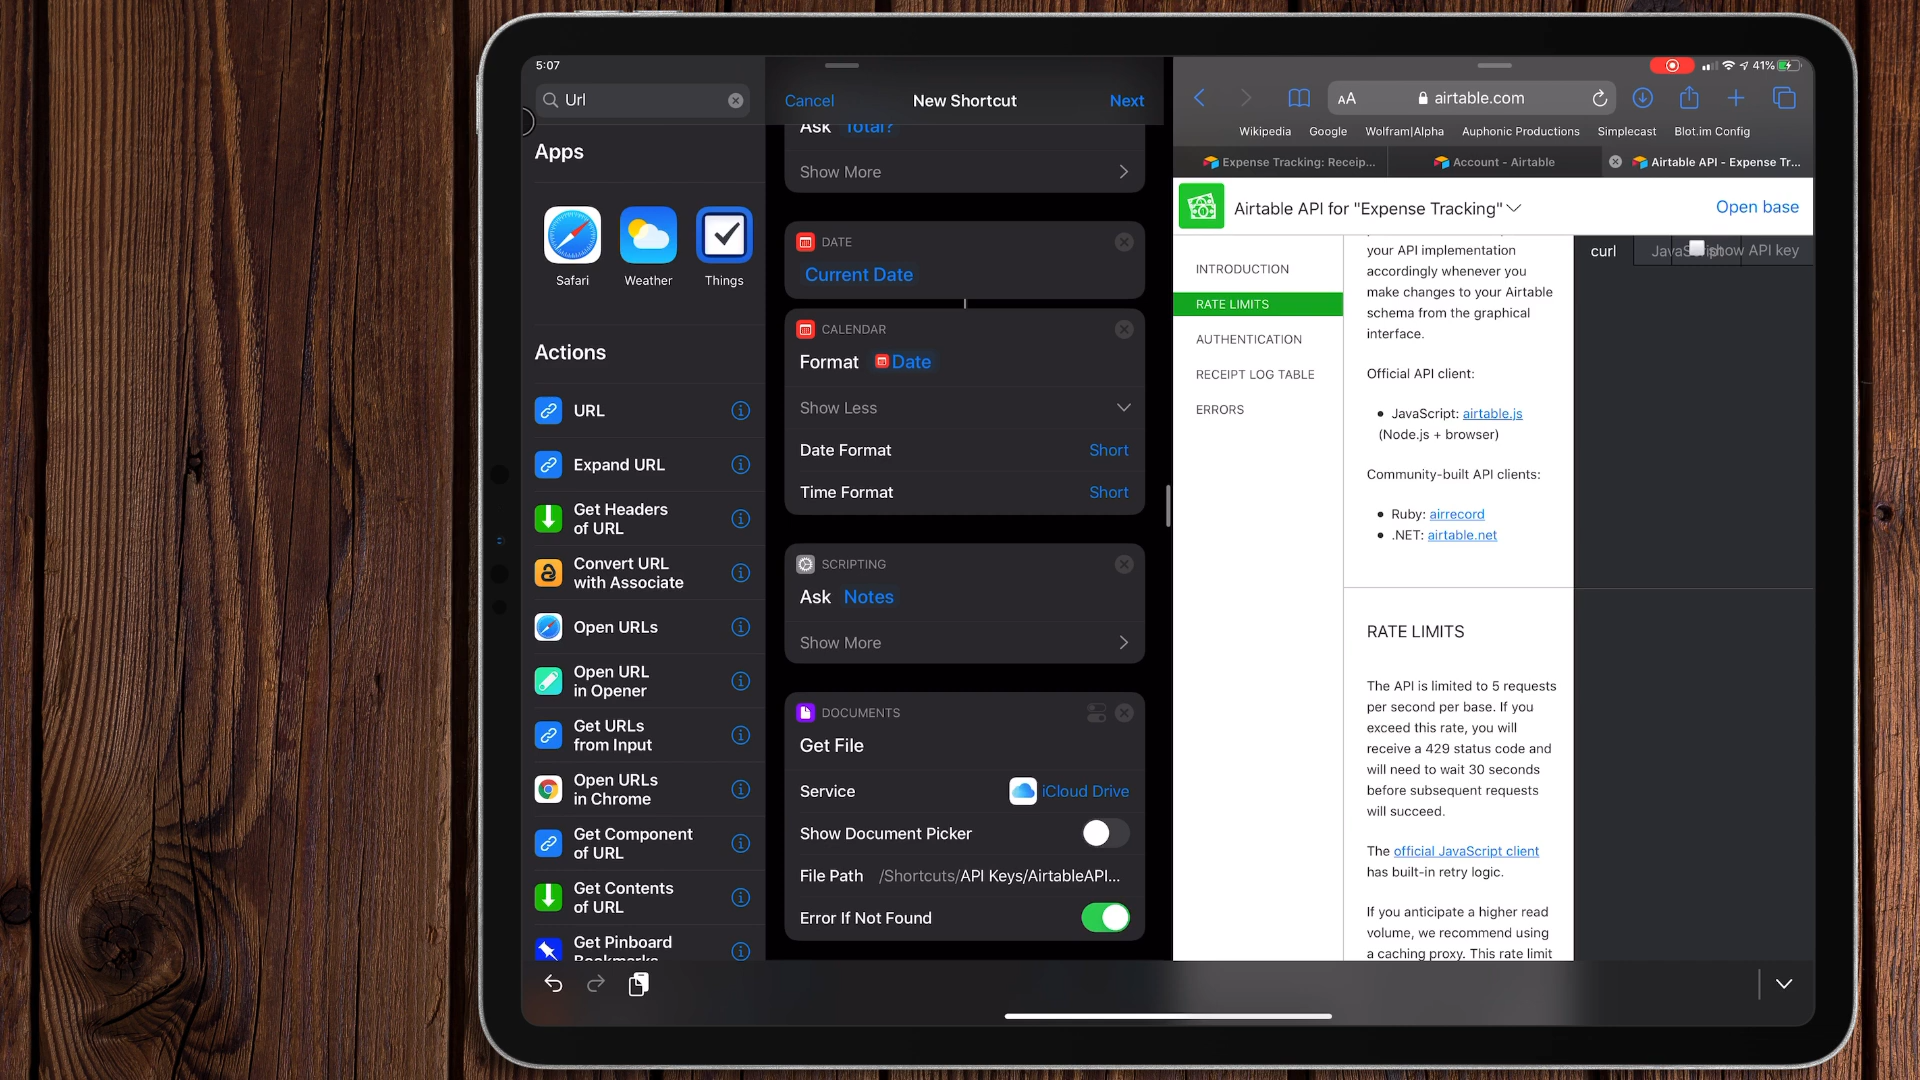 5:07
Url
Apps
Safari
Weather
Things
Actions
URL
Expand URL
Get Headers
of URL
Convert URL
with Associate
Open URLs
Open URL
in Opener
Get URLs
from Input
Open URLs
in Chrome
Get Component
of URL
Get Contents
of URL
Get Pinboard
Bookmarks
Cancel
New Shortcut
Next
Ask Total?
Show More
DATE
Current Date
CALENDAR
Format Date
Show Less
Date Format Short
Time Format Short
SCRIPTING
Ask Notes
Show More
DOCUMENTS
Get File
Service iCloud Drive
Show Document Picker
File Path /Shortcuts/API Keys/AirtableAPI...
Error If Not Found
41%
AA airtable.com
Wikipedia Google Wolfram|Alpha Auphonic Productions Simplecast Blot.im Config
Expense Tracking: Receip...
Account - Airtable
Airtable API - Expense Tr...
Airtable API for "Expense Tracking"
Open base
INTRODUCTION
RATE LIMITS
AUTHENTICATION
RECEIPT LOG TABLE
ERRORS
your API implementation
accordingly whenever you
make changes to your Airtable
schema from the graphical
interface.
Official API client:
• JavaScript: airtable.js
(Node.js + browser)
Community-built API clients:
• Ruby: airrecord
• .NET: airtable.net
RATE LIMITS
The API is limited to 5 requests
per second per base. If you
exceed this rate, you will
receive a 429 status code and
will need to wait 30 seconds
before subsequent requests
will succeed.
The official JavaScript client
has built-in retry logic.
If you anticipate a higher read
volume, we recommend using
a caching proxy. This rate limit
curl
JavaScript
show API key